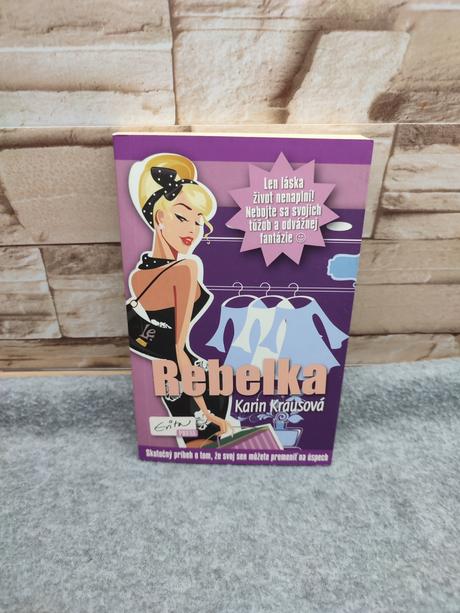 Len láska
život nenaplní!
Nebojte sa svojich
túžob a odvážnej
fantázie ☺
Rebelka
Karin Krausová
Skutočný príbeh o tom, že svoj sen môžete premeniť na úspech